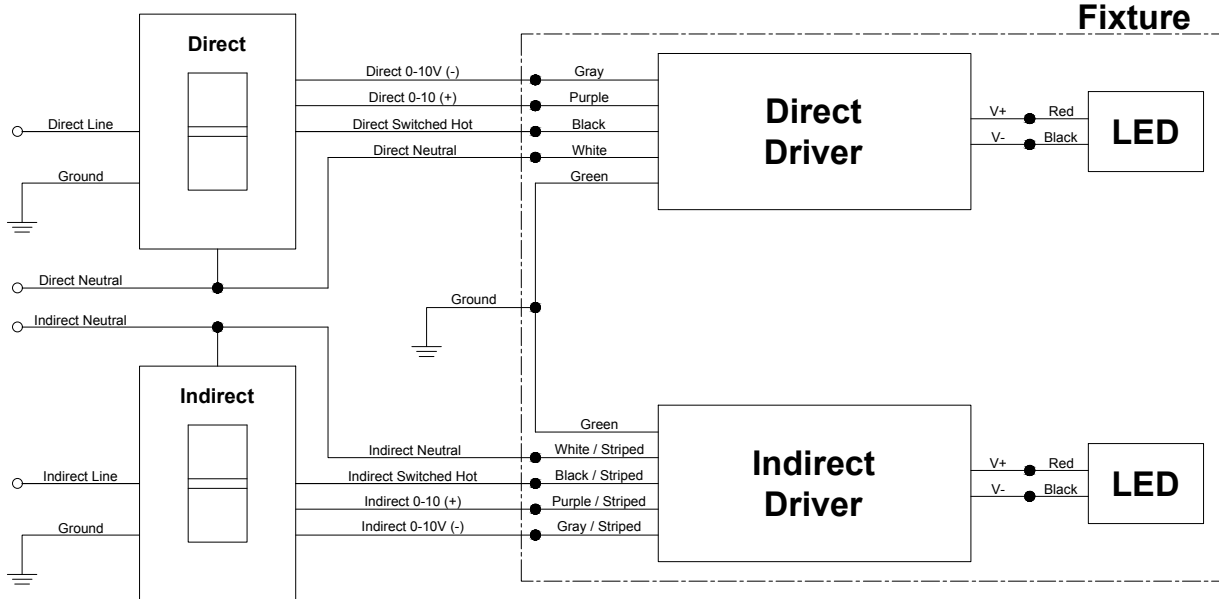 Fixture
Direct
Direct 0-10V (-)
Gray
Direct 0-10 (+)
Purple
Direct Line
Direct Switched Hot
Black
Direct Neutral
White
Ground
Green
Direct
Driver
V+
Red
V-
Black
LED
Direct Neutral
Ground
Indirect Neutral
Indirect
Green
Indirect Neutral
White / Striped
Indirect Line
Indirect Switched Hot
Black / Striped
Indirect 0-10 (+)
Purple / Striped
Ground
Indirect 0-10V (-)
Gray / Striped
Indirect
Driver
V+
Red
V-
Black
LED